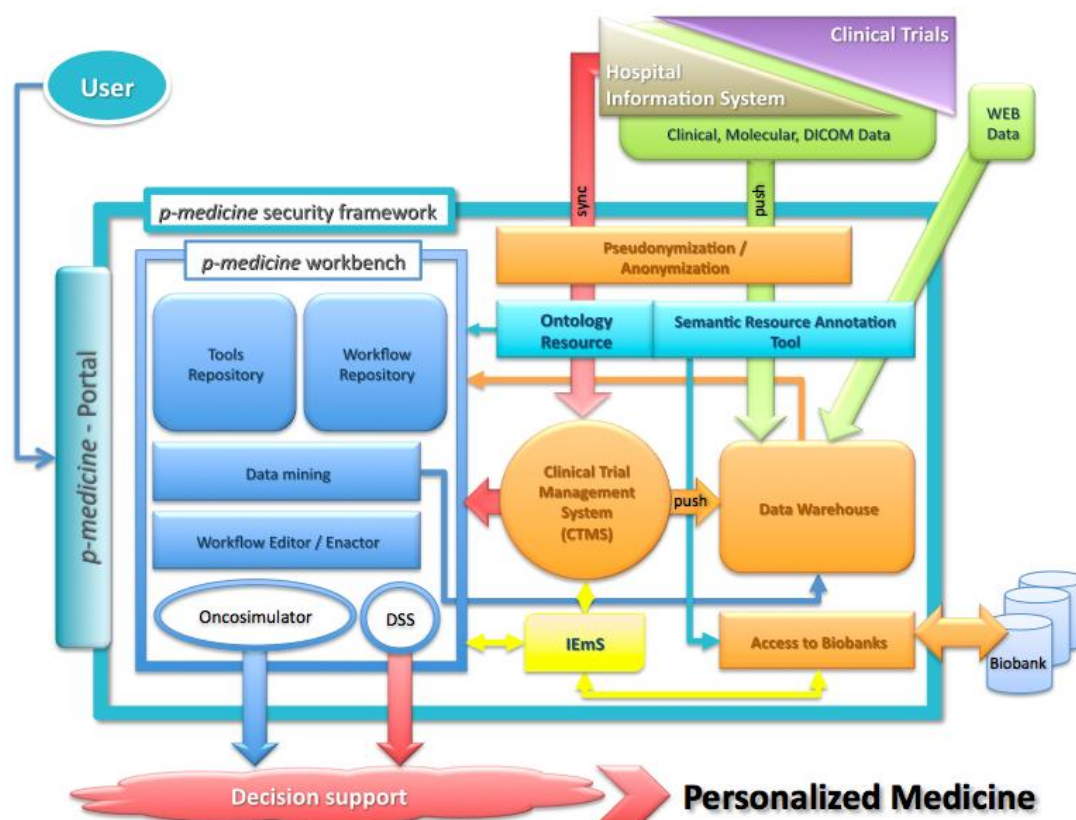 Clinical Trials
User
Hospital
Information System
WEB
Data
Clinical, Molecular, DICOM Data
sync
push
p-medicine security framework
Pseudonymization /
Anonymization
p-medicine workbench
Ontology
Resource
Semantic Resource Annotation
Tool
Tools
Repository
Workflow
Repository
p-medicine - Portal
Data mining
Clinical Trial
Management
System
(CTMS)
push
Data Warehouse
Workflow Editor / Enactor
Oncosimulator
DSS
IEmS
Access to Biobanks
Biobank
Decision support
Personalized Medicine